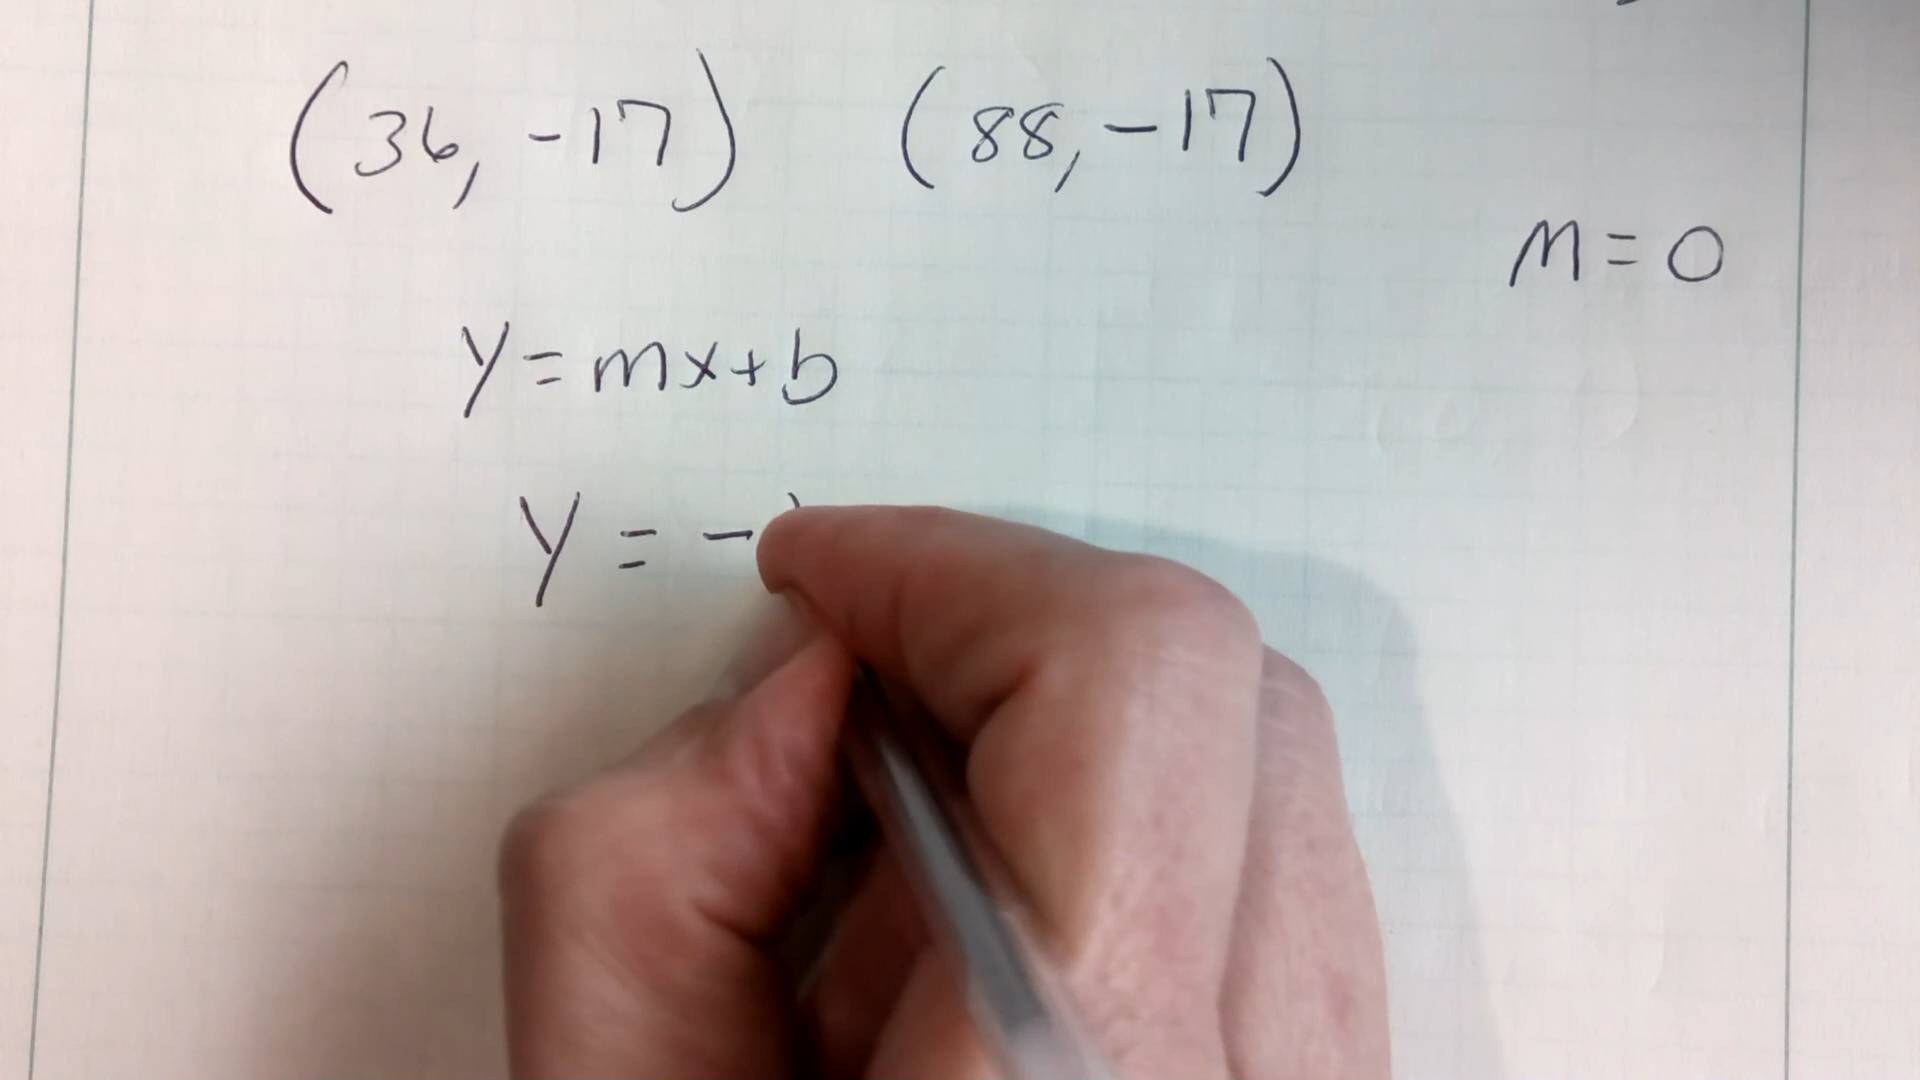 (36, -17) (88, -17)
M = 0
y = mx + b
y = -